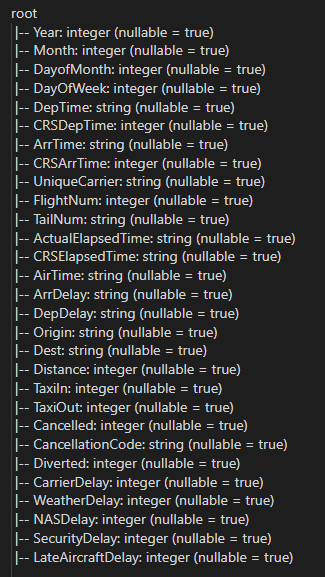 root
|-- Year: integer (nullable = true)
|-- Month: integer (nullable = true)
|-- DayofMonth: integer (nullable = true)
|-- DayOfWeek: integer (nullable = true)
|-- DepTime: string (nullable = true)
|-- CRSDepTime: integer (nullable = true)
|-- ArrTime: string (nullable = true)
|-- CRSArrTime: integer (nullable = true)
|-- UniqueCarrier: string (nullable = true)
|-- FlightNum: integer (nullable = true)
|-- TailNum: string (nullable = true)
|-- ActualElapsedTime: string (nullable = true)
|-- CRSElapsedTime: string (nullable = true)
|-- AirTime: string (nullable = true)
|-- ArrDelay: string (nullable = true)
|-- DepDelay: string (nullable = true)
|-- Origin: string (nullable = true)
|-- Dest: string (nullable = true)
|-- Distance: integer (nullable = true)
|-- TaxiIn: integer (nullable = true)
|-- TaxiOut: integer (nullable = true)
|-- Cancelled: integer (nullable = true)
|-- CancellationCode: string (nullable = true)
|-- Diverted: integer (nullable = true)
|-- CarrierDelay: integer (nullable = true)
|-- WeatherDelay: integer (nullable = true)
|-- NASDelay: integer (nullable = true)
|-- SecurityDelay: integer (nullable = true)
|-- LateAircraftDelay: integer (nullable = true)